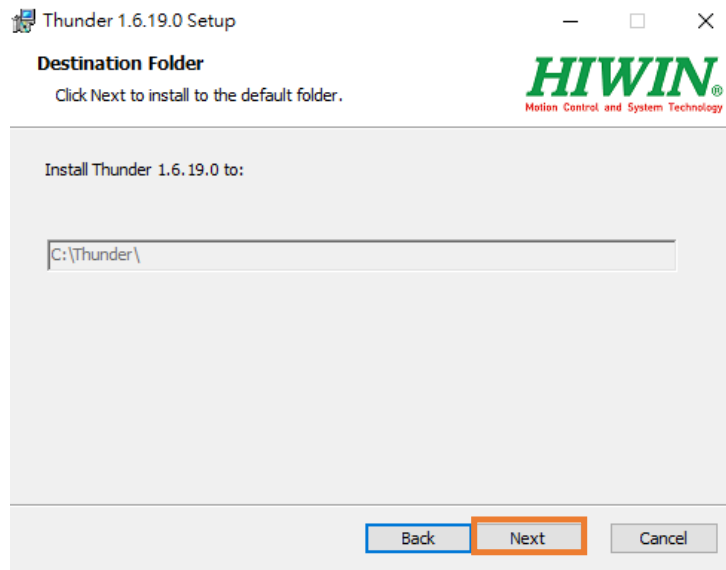 Thunder 1.6.19.0 Setup
Destination Folder
Click Next to install to the default folder.
HIWIN®
Motion Control and System Technology
Install Thunder 1.6.19.0 to:
C:\Thunder\
Back Next Cancel